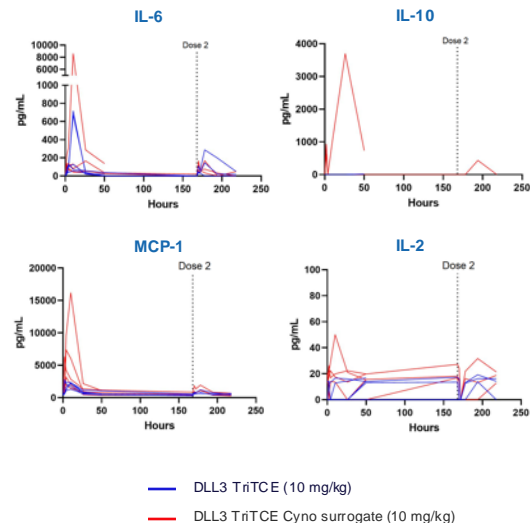 IL-6
Dose 2
pg/mL
10000
8000
6000
1000
800
600
400
200
0
0 50 100 150 200 250
Hours
IL-10
Dose 2
pg/mL
4000
3000
2000
1000
0
0 50 100 150 200 250
Hours
MCP-1
Dose 2
pg/mL
20000
15000
10000
5000
0
0 50 100 150 200 250
Hours
IL-2
Dose 2
pg/mL
100
80
60
40
20
0
0 50 100 150 200 250
Hours
DLL3 TriTCE (10 mg/kg)
DLL3 TriTCE Cyno surrogate (10 mg/kg)